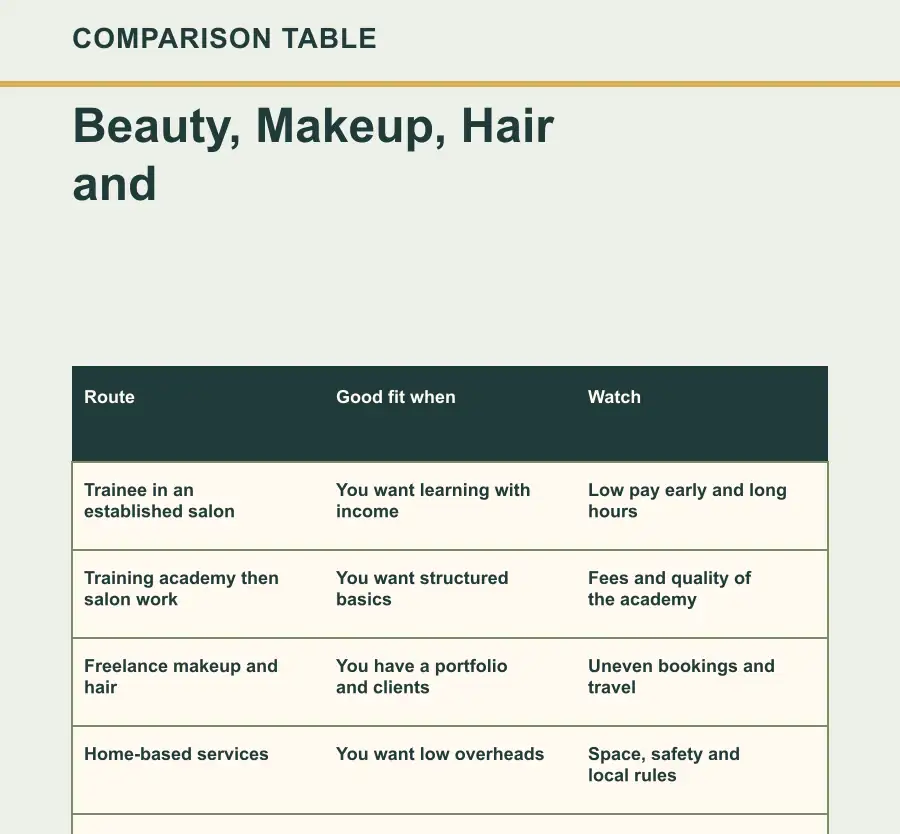 COMPARISON TABLE
Beauty, Makeup, Hair
and
Route
Good fit when
Watch
Trainee in an
established salon
You want learning with
income
Low pay early and long
hours
Training academy then
salon work
You want structured
basics
Fees and quality of
the academy
Freelance makeup and
hair
You have a portfolio
and clients
Uneven bookings and
travel
Home-based services
You want low overheads
Space, safety and
local rules